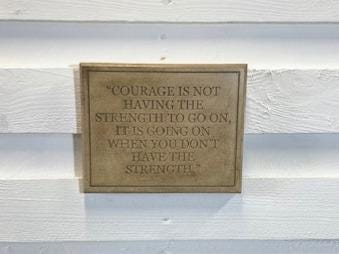 "COURAGE IS NOT
HAVING THE
STRENGTH TO GO ON,
IT IS GOING ON
WHEN YOU DON'T
HAVE THE
STRENGTH."